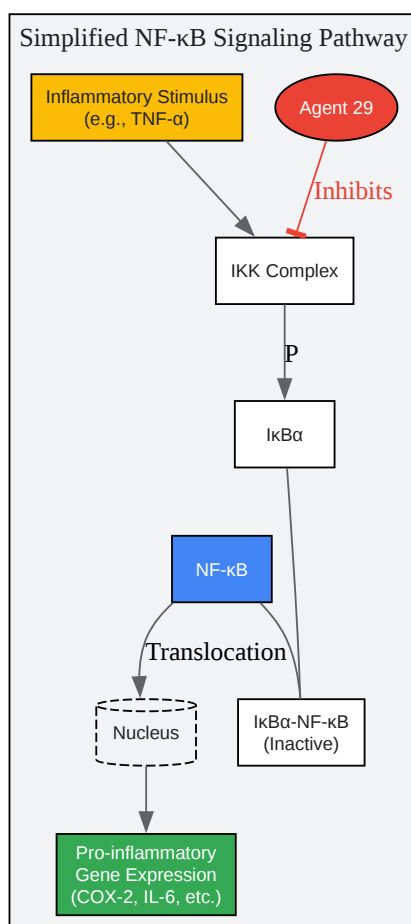 Simplified NF-κB Signaling Pathway
Inflammatory Stimulus
(e.g., TNF-α)
Agent 29
Inhibits
IKK Complex
P
IκBα
NF-κB
Translocation
Nucleus
IκBα-NF-κB
(Inactive)
Pro-inflammatory
Gene Expression
(COX-2, IL-6, etc.)